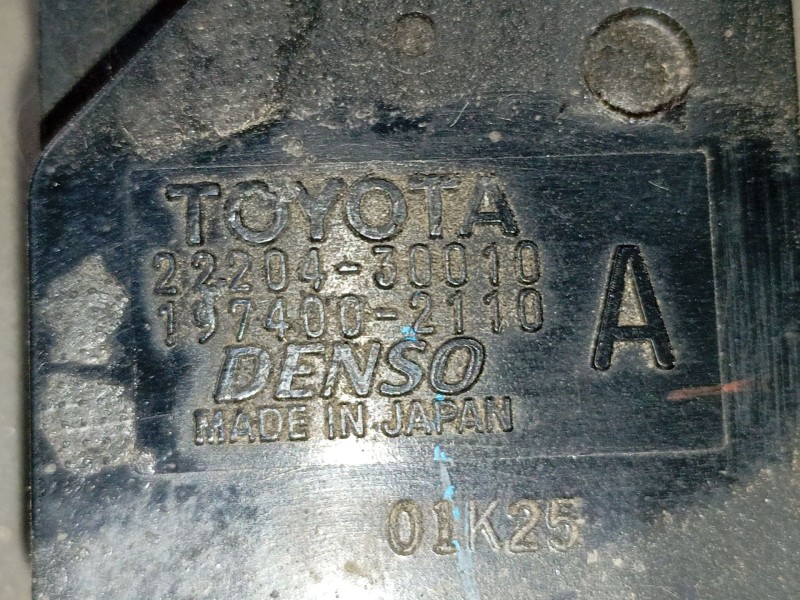 TOYOTA
22204-30010
197400-2110
A
DENSO
MADE IN JAPAN
01K25